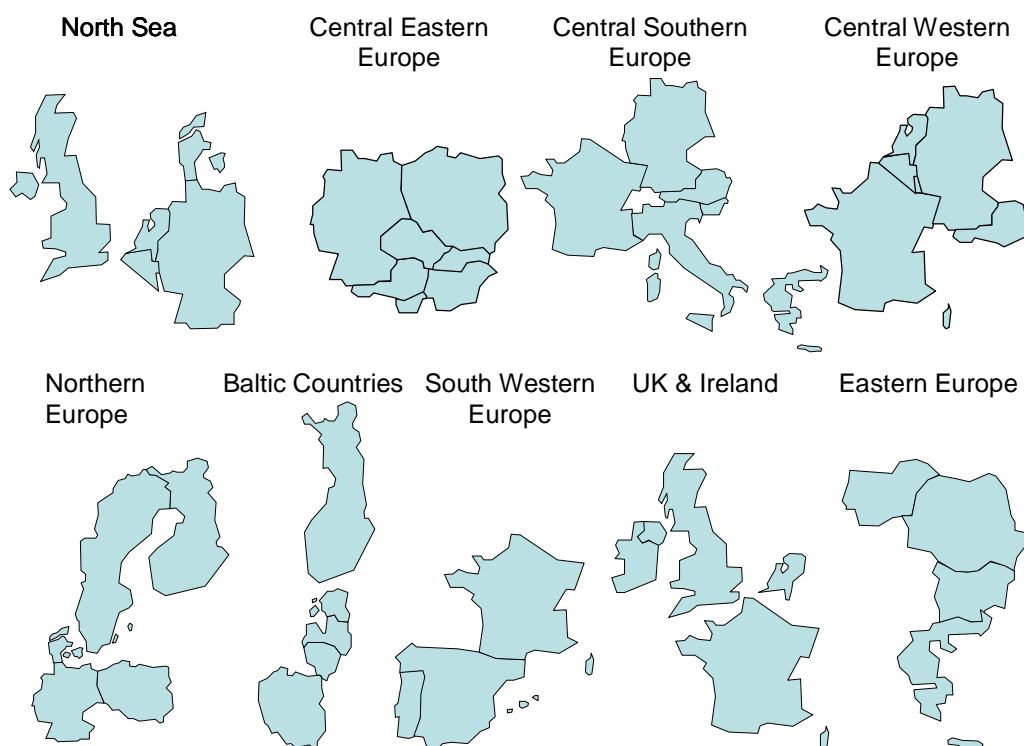 North Sea
Central Eastern
Europe
Central Southern
Europe
Central Western
Europe
Northern
Europe
Baltic Countries
South Western
Europe
UK & Ireland
Eastern Europe